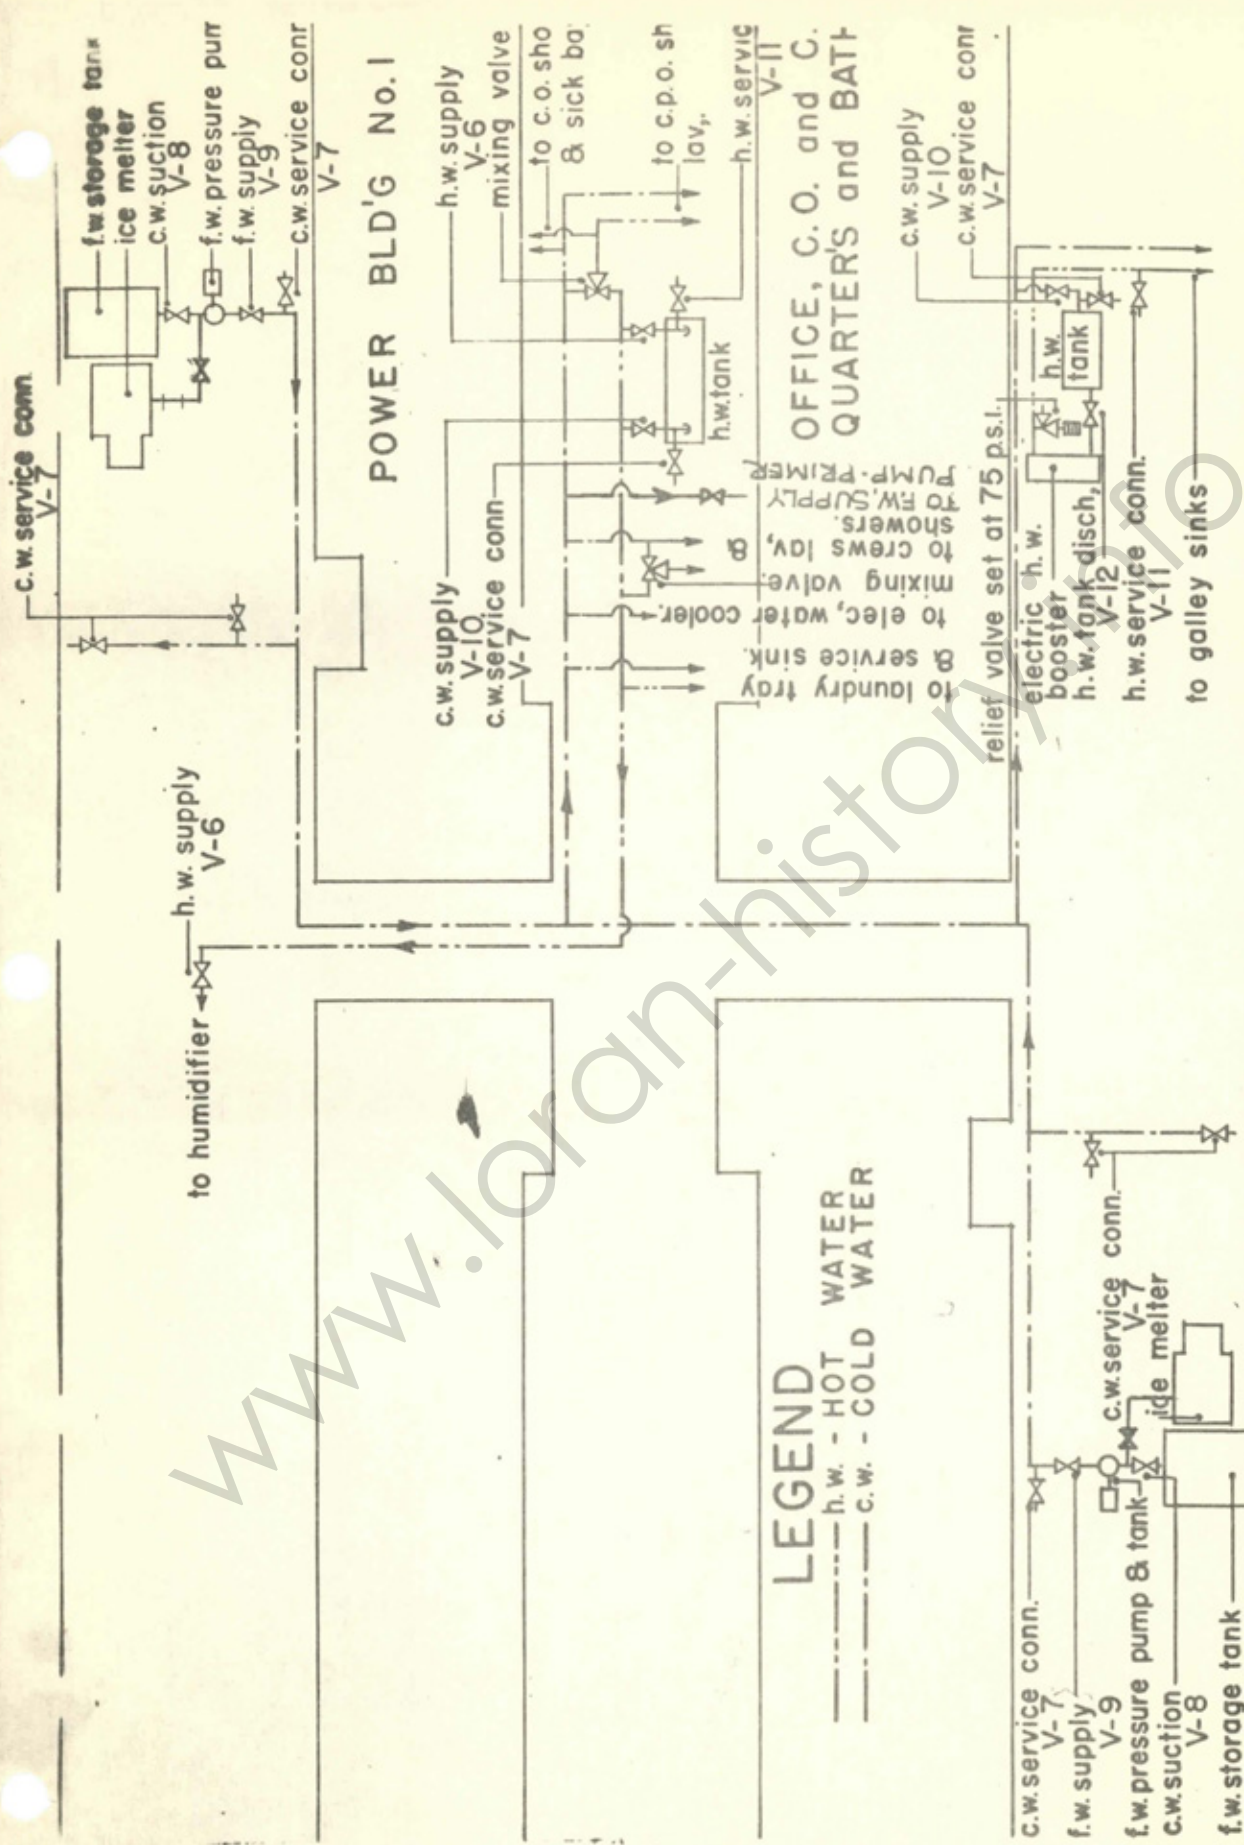 c.w. service conn.
V-7
f.w. storage tank
ice melter
c.w. suction
V-8
f.w. pressure
f.w. supply
V-9
c.w. service
V-7
h.w. supply
V-6
to humidifier
POWER BLD'G No. 1
h.w. supply
V-6
mixing valve
to c.o. sho
& sick ba
to c.p.o. sh
lav,.
h.w. servic
V-11
h.w. tank
c.w. supply
V-10
c.w. service conn
V-7
PUMP-PRIMER
TO F.W. SUPPLY
showers.
to crews lav, &
mixing valve.
to elec, water cooler.
& service sink.
to laundry tray
OFFICE, C.O. and C.
QUARTER'S and BATH
c.w. supply
V-10
c.w. service
V-7
relief valve set at 75 p.s.i.
h.w.
tank
electric h.w.
booster
h.w. tank disch,
V-12
h.w. service conn.
V-11
to galley sinks
LEGEND
h.w. - HOT WATER
c.w. - COLD WATER
c.w. service conn.
V-7
ice melter
c.w. service conn.
V-7
f.w. supply
V-9
f.w. pressure pump & tank
c.w. suction
V-8
f.w. storage tank
www.loran-history.info